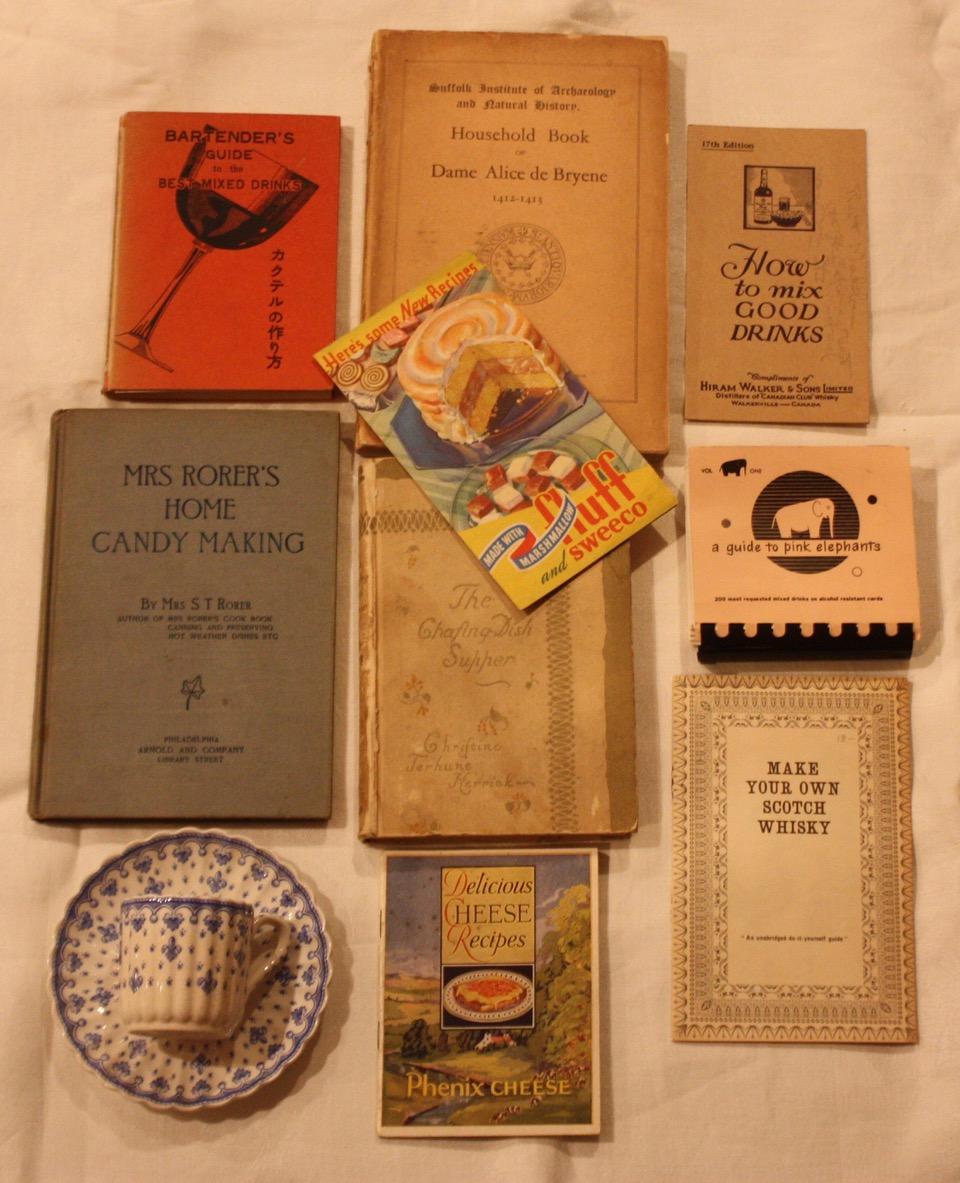 BARTENDER'S
GUIDE
to the
BEST MIXED DRINKS
カクテルの作り方
Suffolk Institute of Archaeology
and Natural History.
Household Book
OF
Dame Alice de Bryene
1412-1413
17th Edition
How
to mix
GOOD
DRINKS
Compliments of
HIRAM WALKER & SONS LIMITED
Distillers of "CANADIAN CLUB" Whisky
WALKERVILLE — CANADA
Here's some New Recipes
MADE WITH
MARSHMALLOW
Fluff
and sweeco
MRS RORER'S
HOME
CANDY MAKING
BY MRS S T RORER
AUTHOR OF MRS RORER'S COOK BOOK
CANNING AND PRESERVING
HOT WEATHER DISHES ETC
PHILADELPHIA
ARNOLD AND COMPANY
LIBRARY STREET
The
Chafing-Dish
Supper
Christine
Terhune
Herrick
VOL ONE
a guide to pink elephants
200 most requested mixed drinks on alcohol resistant cards
MAKE
YOUR OWN
SCOTCH
WHISKY
"An unabridged do-it-yourself guide"
Delicious
CHEESE
Recipes
Phenix CHEESE